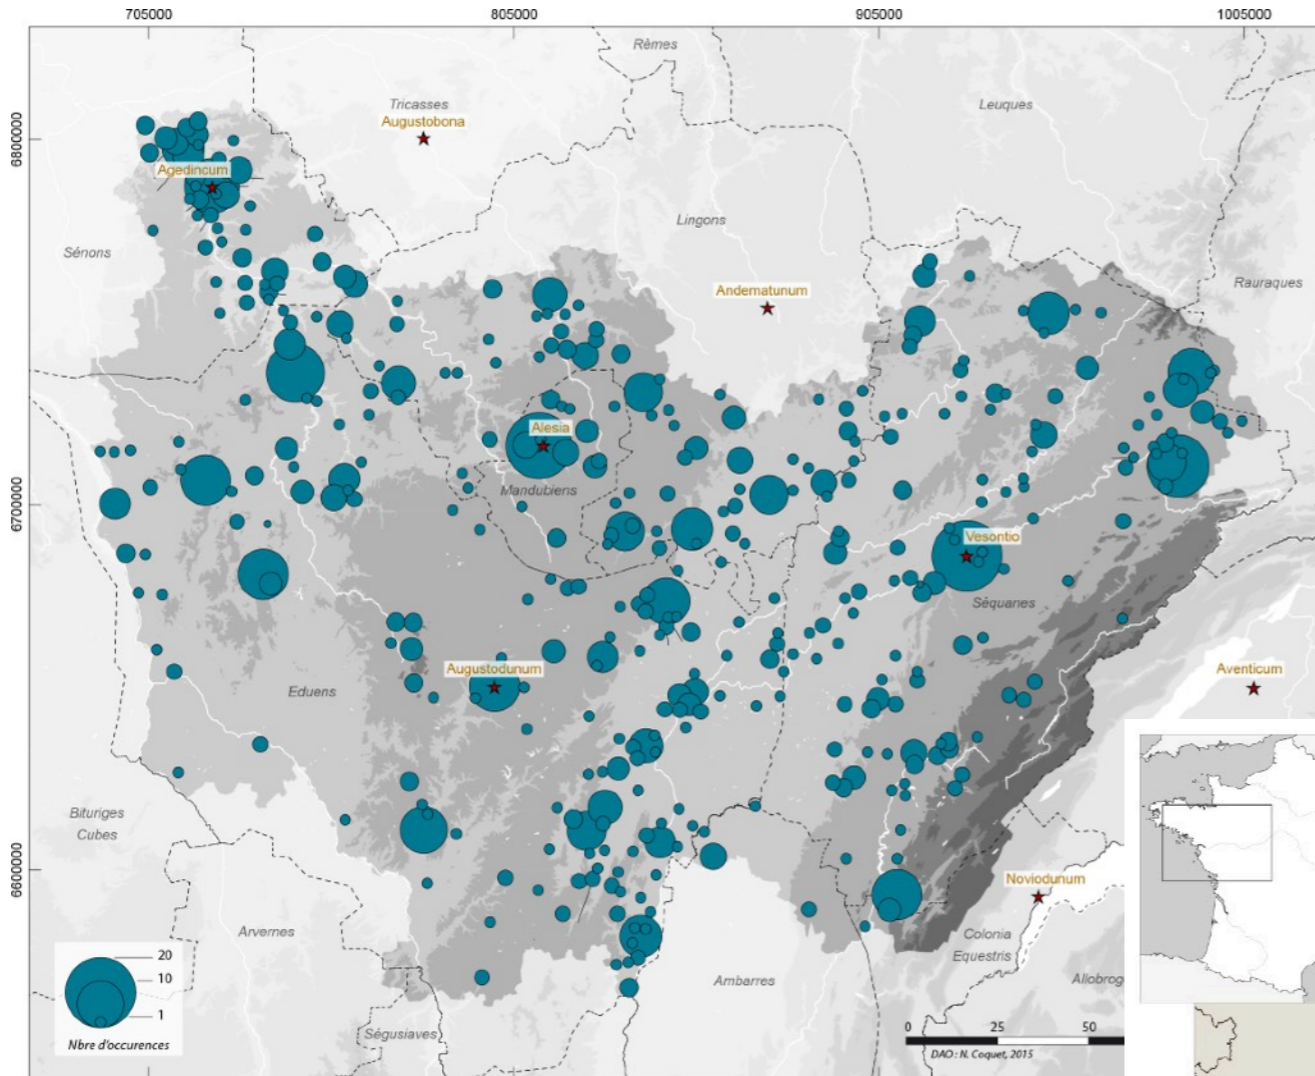 705000
805000
905000
1005000
Rèmes
Tricasses
Augustobona
Leuques
6800000
Agedincum
Lingons
Sénons
Andematunum
Rauraques
Alesia
Mandubiens
6700000
Vesontio
Séquanes
Augustodunum
Eduens
Aventicum
Bituriges
Cubes
6600000
Noviodunum
Arvernes
Colonia
Equestris
Ambarres
Allobrog
Ségusiaves
20
10
1
Nbre d'occurences
0 25 50
DAO : N. Coquet, 2015